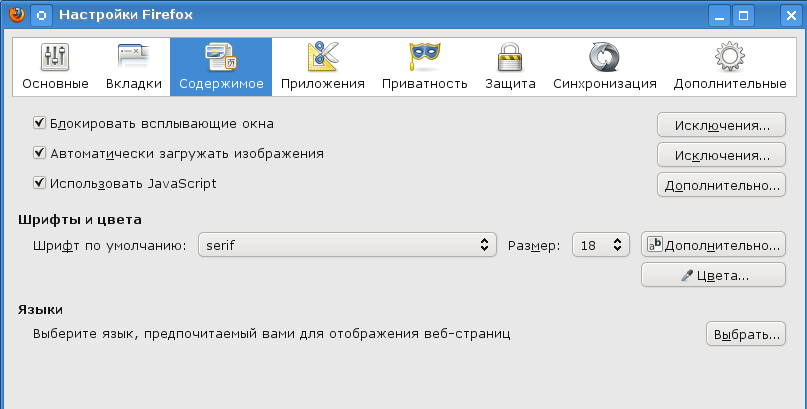 Настройки Firefox
Основные Вкладки Содержимое Приложения Приватность Защита Синхронизация Дополнительные
Блокировать всплывающие окна Исключения...
Автоматически загружать изображения Исключения...
Использовать JavaScript Дополнительно...
Шрифты и цвета
Шрифт по умолчанию: serif Размер: 18 ab Дополнительно...
Цвета...
Языки
Выберите язык, предпочитаемый вами для отображения веб-страниц Выбрать...